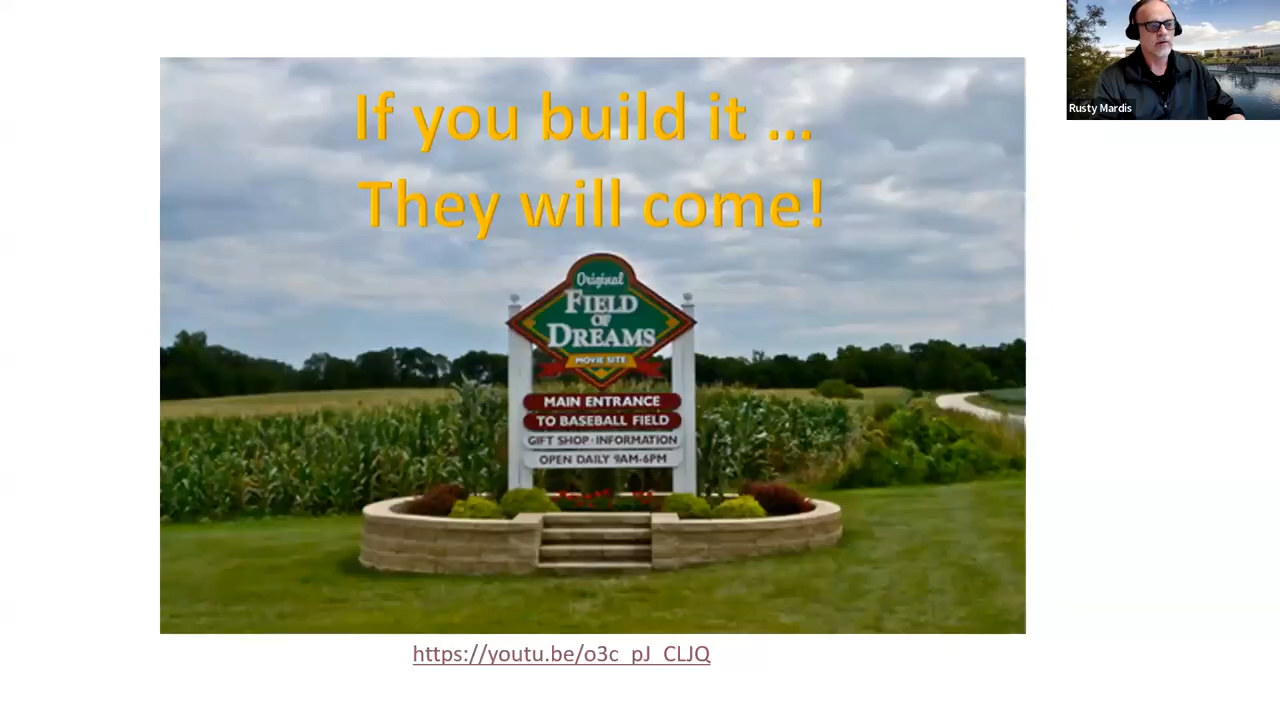 If you build it ...
They will come!
Original
FIELD
OF
DREAMS
MOVIE SITE
MAIN ENTRANCE
TO BASEBALL FIELD
GIFT SHOP · INFORMATION
OPEN DAILY 9AM-6PM
https://youtu.be/o3c_pJ_CLJQ
Rusty Mardis